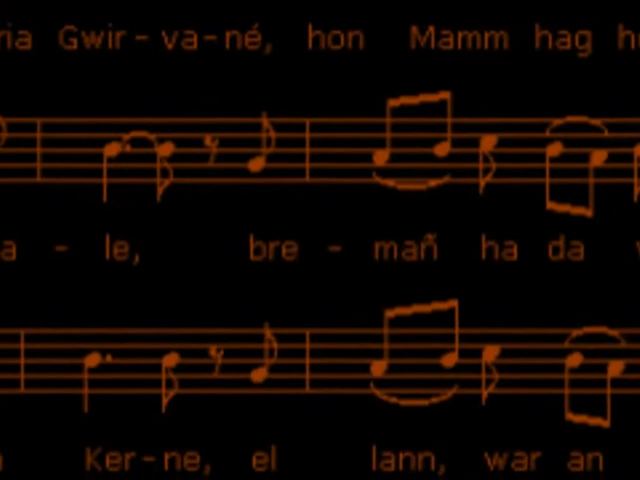 ria Gwir-va-né, hon Mamm hag h
a - le, bre - mañ ha da
Ker-ne, el lann, war an